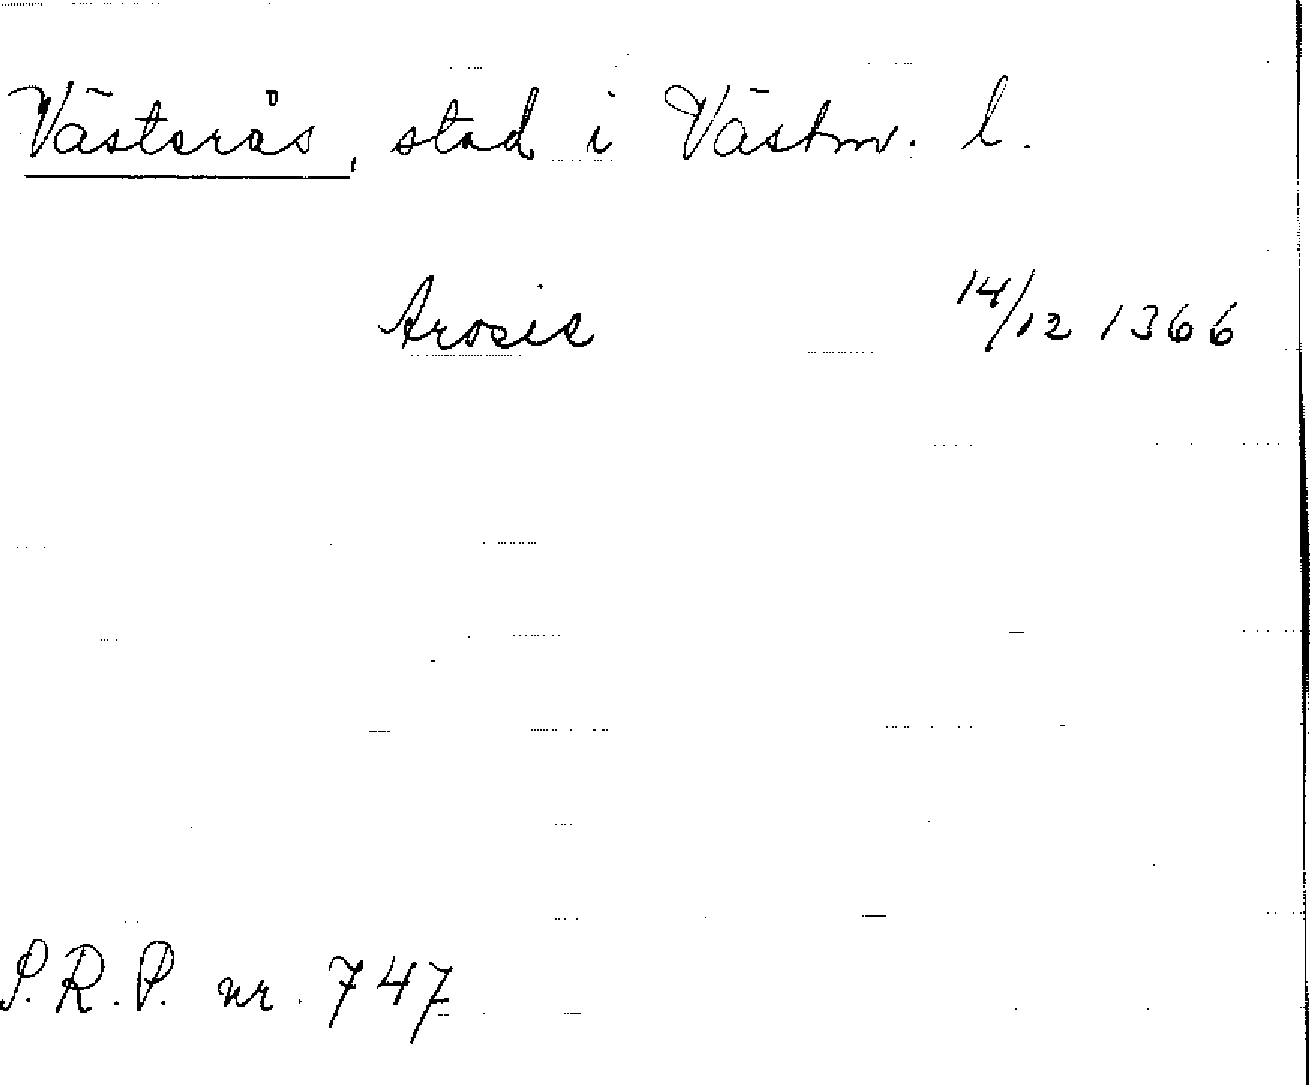 Västerås, stad i Västm. l.
Arosie 14/12 1366
S.R.P. nr. 747